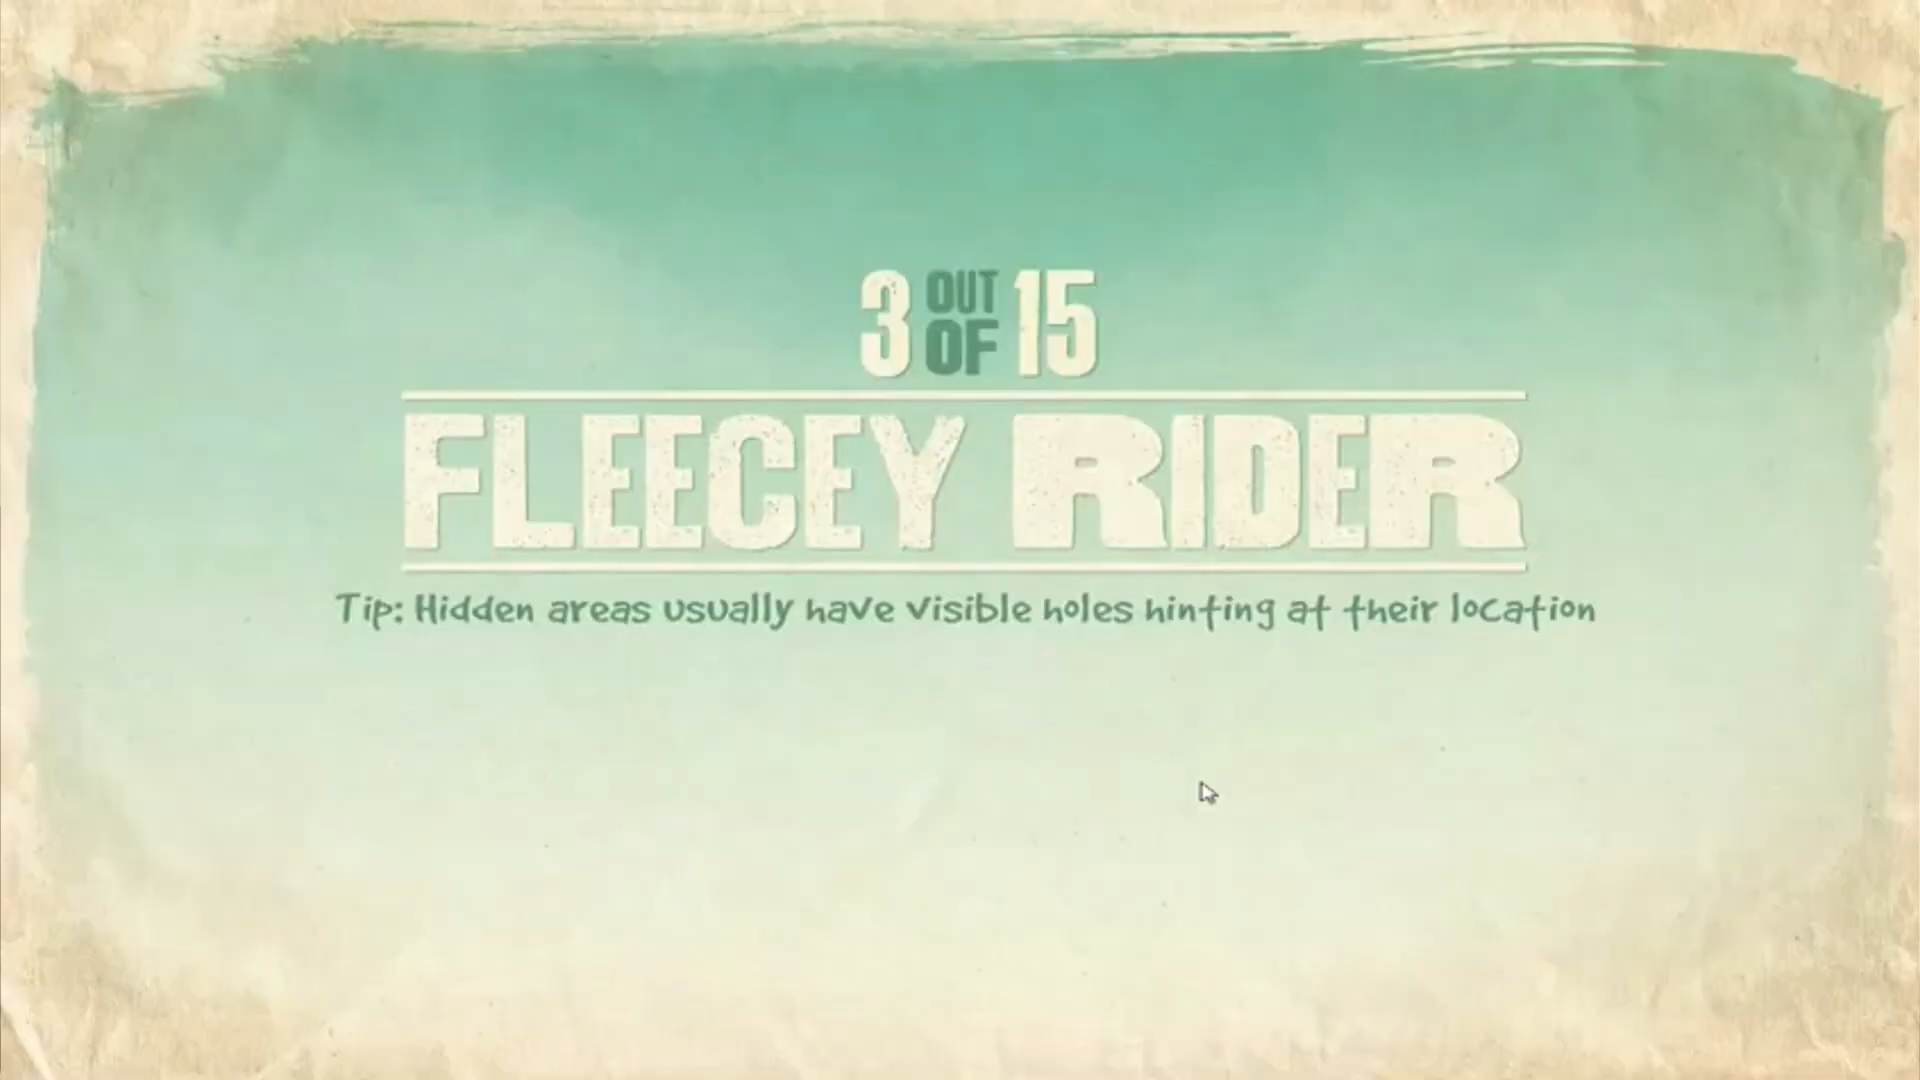 3 OUT OF 15
FLEECEY RIDER
Tip: Hidden areas usually have visible holes hinting at their location